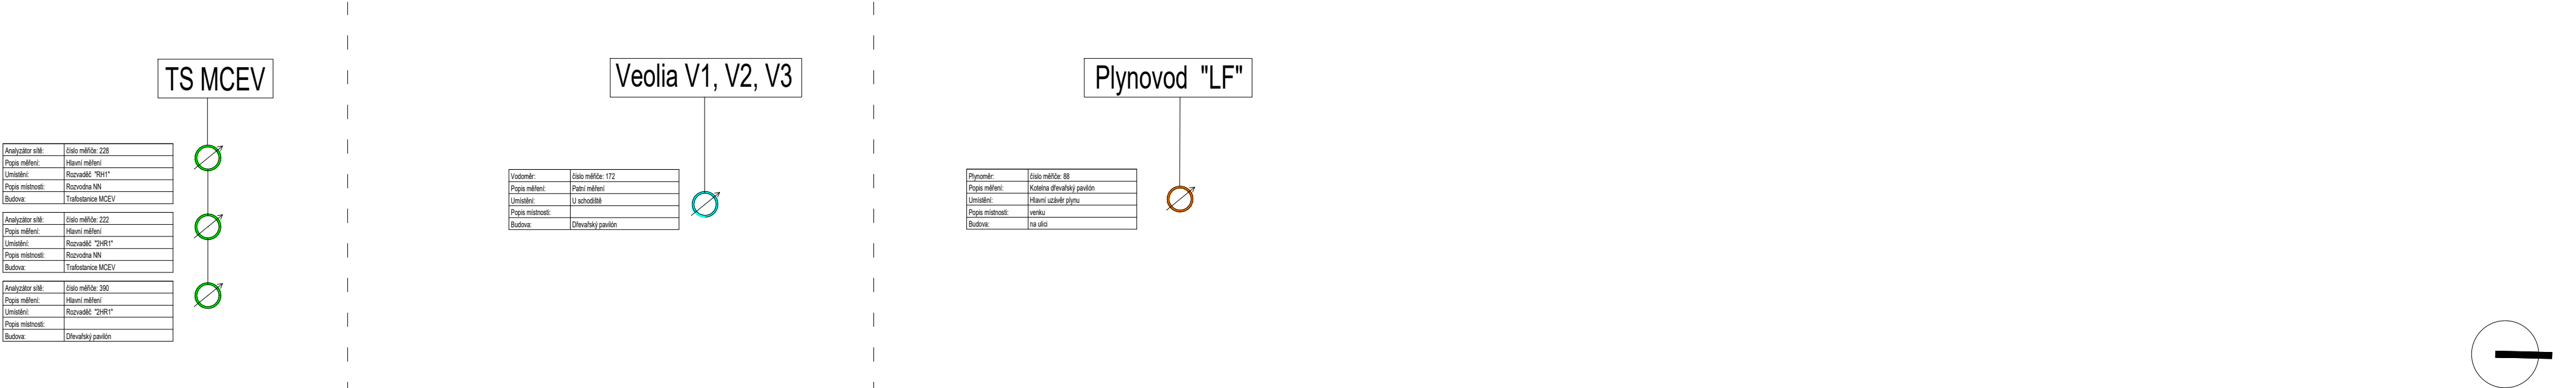 TS MCEV
Analyzátor sítě: číslo měřiče: 228
Popis měření: Hlavní měření
Umístění: Rozvaděč "RH1"
Popis místnosti: Rozvodna NN
Budova: Trafostanice MCEV
Analyzátor sítě: číslo měřiče: 222
Popis měření: Hlavní měření
Umístění: Rozvaděč "2HR1"
Popis místnosti: Rozvodna NN
Budova: Trafostanice MCEV
Analyzátor sítě: číslo měřiče: 390
Popis měření: Hlavní měření
Umístění: Rozvaděč "2HR1"
Popis místnosti:
Budova: Dřevařský pavilón
Veolia V1, V2, V3
Vodoměr: číslo měřiče: 172
Popis měření: Patní měření
Umístění: U schodiště
Popis místnosti:
Budova: Dřevařský pavilón
Plynovod "LF"
Plynoměr: číslo měřiče: 88
Popis měření: Kotelna dřevařský pavilón
Umístění: Hlavní uzávěr plynu
Popis místnosti: venku
Budova: na ulici